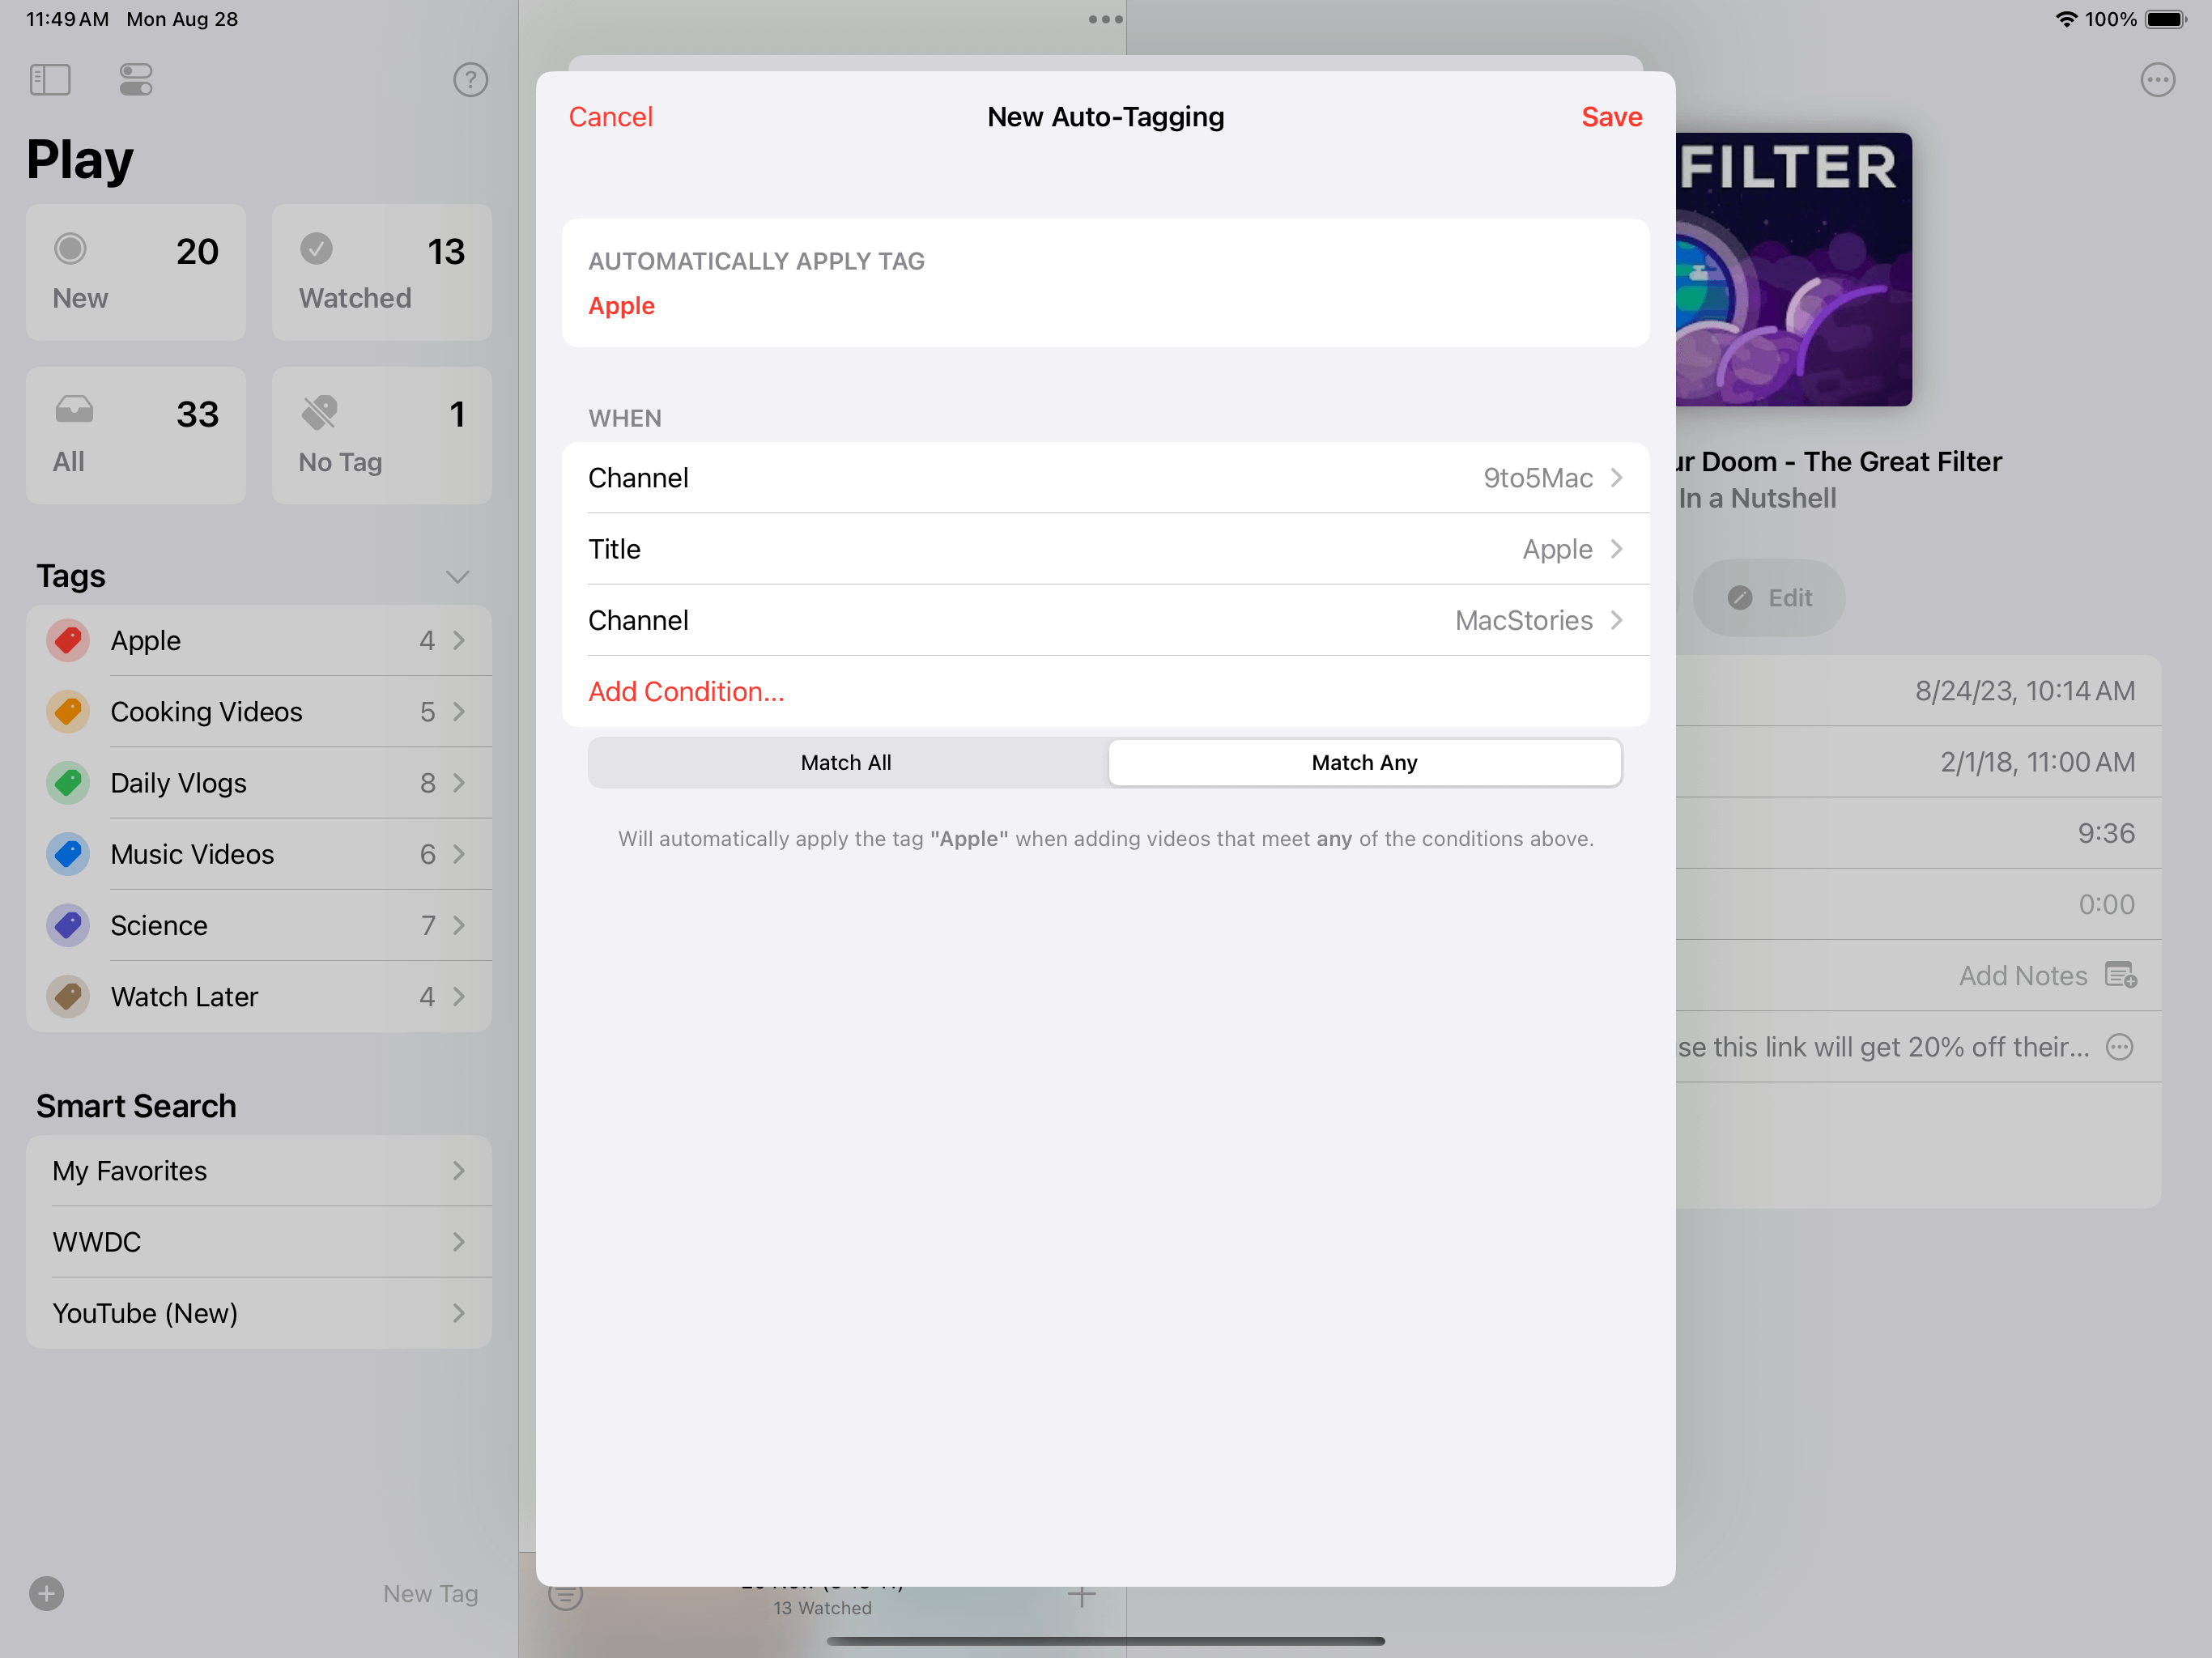 11:49 AM Mon Aug 28
100%
Play
20
New
13
Watched
33
All
1
No Tag
Tags
Apple 4
Cooking Videos 5
Daily Vlogs 8
Music Videos 6
Science 7
Watch Later 4
Smart Search
My Favorites
WWDC
YouTube (New)
New Tag
Cancel
New Auto-Tagging
Save
AUTOMATICALLY APPLY TAG
Apple
WHEN
Channel 9to5Mac
Title Apple
Channel MacStories
Add Condition...
Match All
Match Any
Will automatically apply the tag "Apple" when adding videos that meet any of the conditions above.
13 Watched
FILTER
Doom - The Great Filter
In a Nutshell
Edit
8/24/23, 10:14 AM
2/1/18, 11:00 AM
9:36
0:00
Add Notes
this link will get 20% off their...